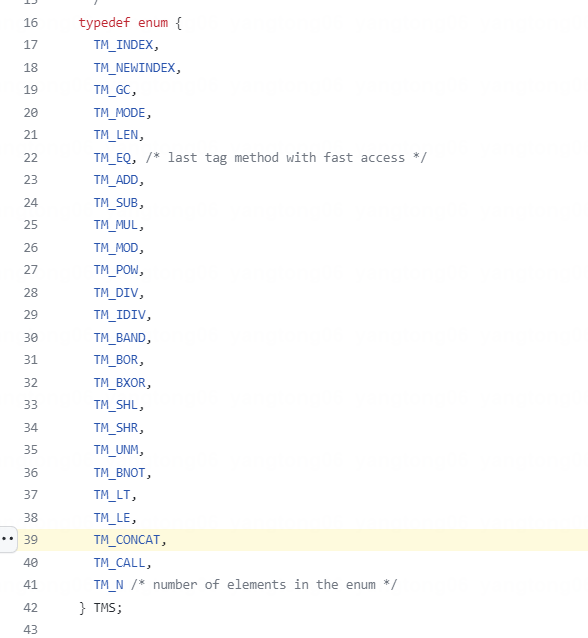 15 /
16 typedef enum {
17 TM_INDEX,
18 TM_NEWINDEX,
19 TM_GC,
20 TM_MODE,
21 TM_LEN,
22 TM_EQ, /* last tag method with fast access */
23 TM_ADD,
24 TM_SUB,
25 TM_MUL,
26 TM_MOD,
27 TM_POW,
28 TM_DIV,
29 TM_IDIV,
30 TM_BAND,
31 TM_BOR,
32 TM_BXOR,
33 TM_SHL,
34 TM_SHR,
35 TM_UNM,
36 TM_BNOT,
37 TM_LT,
38 TM_LE,
39 TM_CONCAT,
40 TM_CALL,
41 TM_N /* number of elements in the enum */
42 } TMS;
43